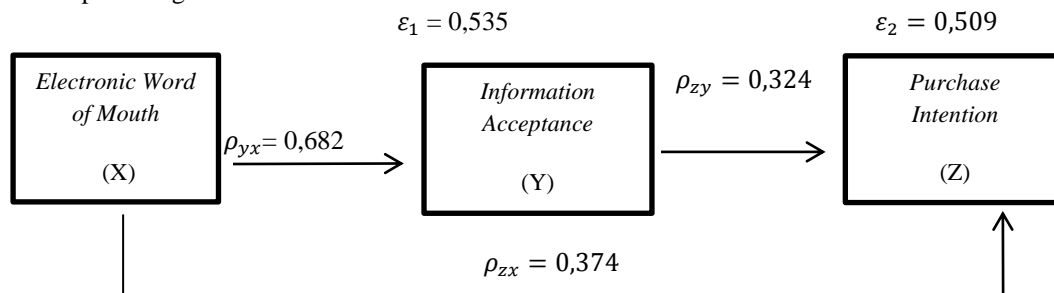 ε₁ = 0,535
ε₂ = 0,509
Electronic Word
of Mouth
(X)
ρyx= 0,682
Information
Acceptance
(Y)
ρzy = 0,324
Purchase
Intention
(Z)
ρzx = 0,374